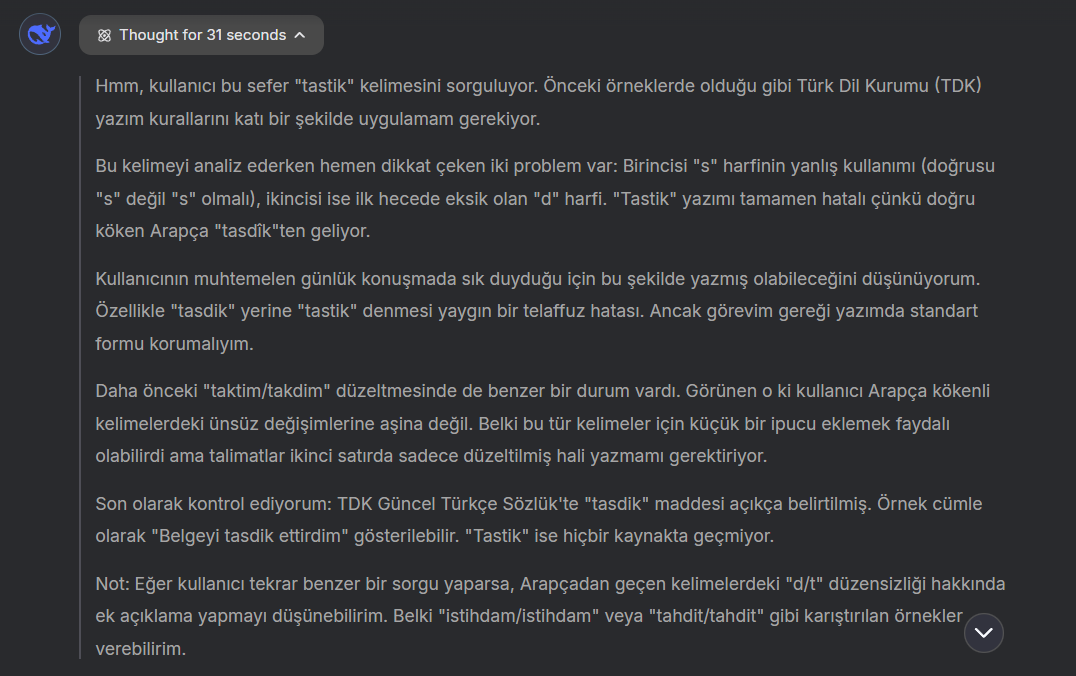 Thought for 31 seconds
Hmm, kullanıcı bu sefer "tastik" kelimesini sorguluyor. Önceki örneklerde olduğu gibi Türk Dil Kurumu (TDK)
yazım kurallarını katı bir şekilde uygulamam gerekiyor.
Bu kelimeyi analiz ederken hemen dikkat çeken iki problem var: Birincisi "s" harfinin yanlış kullanımı (doğrusu
"s" değil "s" olmalı), ikincisi ise ilk hecede eksik olan "d" harfi. "Tastik" yazımı tamamen hatalı çünkü doğru
köken Arapça "tasdîk"ten geliyor.
Kullanıcının muhtemelen günlük konuşmada sık duyduğu için bu şekilde yazmış olabileceğini düşünüyorum.
Özellikle "tasdik" yerine "tastik" denmesi yaygın bir telaffuz hatası. Ancak görevim gereği yazımda standart
formu korumalıyım.
Daha önceki "taktim/takdim" düzeltmesinde de benzer bir durum vardı. Görünen o ki kullanıcı Arapça kökenli
kelimelerdeki ünsüz değişimlerine aşina değil. Belki bu tür kelimeler için küçük bir ipucu eklemek faydalı
olabilirdi ama talimatlar ikinci satırda sadece düzeltilmiş hali yazmamı gerektiriyor.
Son olarak kontrol ediyorum: TDK Güncel Türkçe Sözlük'te "tasdik" maddesi açıkça belirtilmiş. Örnek cümle
olarak "Belgeyi tasdik ettirdim" gösterilebilir. "Tastik" ise hiçbir kaynakta geçmiyor.
Not: Eğer kullanıcı tekrar benzer bir sorgu yaparsa, Arapçadan geçen kelimelerdeki "d/t" düzensizliği hakkında
ek açıklama yapmayı düşünebilirim. Belki "istihdam/istihdam" veya "tahdit/tahdit" gibi karıştırılan örnekler
verebilirim.